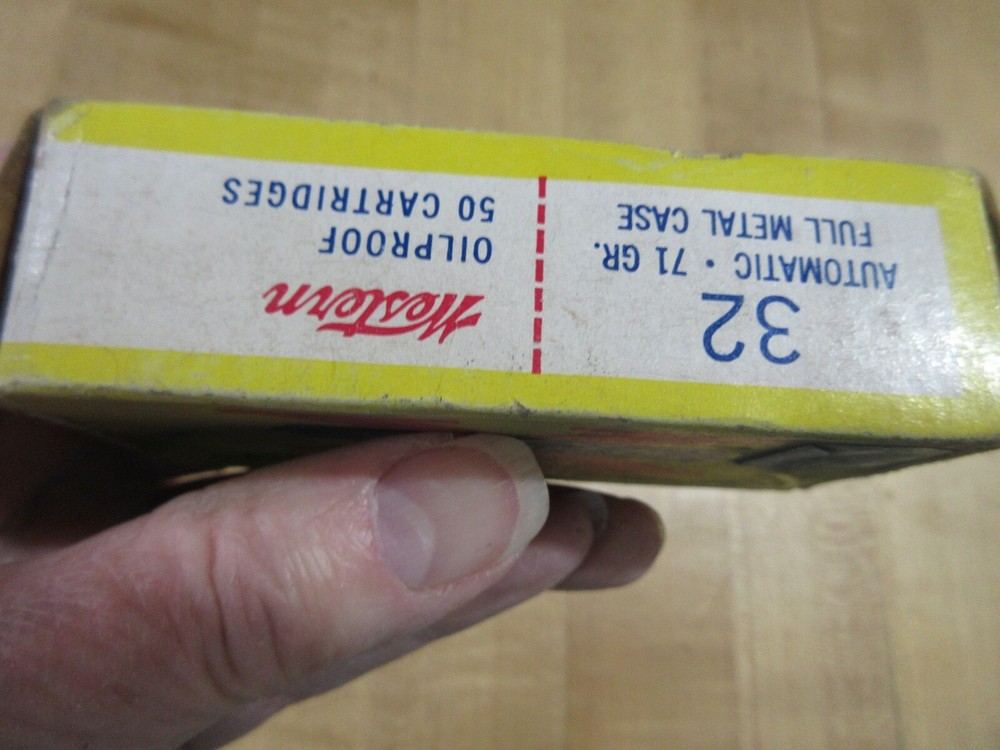 32
AUTOMATIC • 71 GR.
FULL METAL CASE
Western
OILPROOF
50 CARTRIDGES